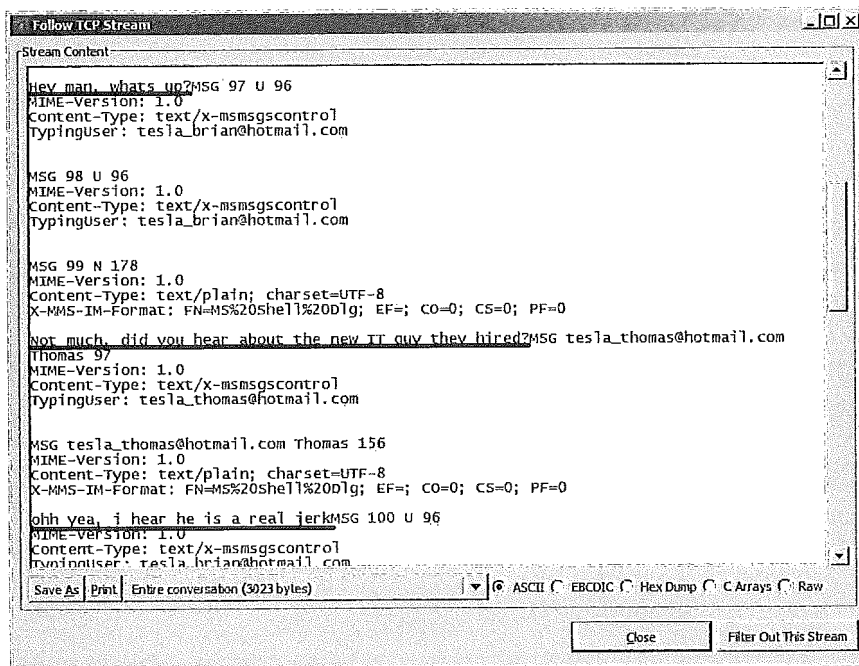 Follow TCP Stream
Stream Content
Hey man, whats up?MSG 97 U 96
MIME-Version: 1.0
Content-Type: text/x-msmsgscontrol
TypingUser: tesla_brian@hotmail.com
MSG 98 U 96
MIME-Version: 1.0
Content-Type: text/x-msmsgscontrol
TypingUser: tesla_brian@hotmail.com
MSG 99 N 178
MIME-Version: 1.0
Content-Type: text/plain; charset=UTF-8
X-MMS-IM-Format: FN=MS%20Shell%20Dlg; EF=; CO=0; CS=0; PF=0
Not much, did you hear about the new IT guy they hired?MSG tesla_thomas@hotmail.com
Thomas 97
MIME-Version: 1.0
Content-Type: text/x-msmsgscontrol
TypingUser: tesla_thomas@hotmail.com
MSG tesla_thomas@hotmail.com Thomas 156
MIME-Version: 1.0
Content-Type: text/plain; charset=UTF-8
X-MMS-IM-Format: FN=MS%20Shell%20Dlg; EF=; CO=0; CS=0; PF=0
ohh yea, i hear he is a real jerkMSG 100 U 96
MIME-Version: 1.0
Content-Type: text/x-msmsgscontrol
TypingUser: tesla_brian@hotmail.com
Save As Print Entire conversation (3023 bytes) ASCII EBCDIC Hex Dump C Arrays Raw
Close Filter Out This Stream